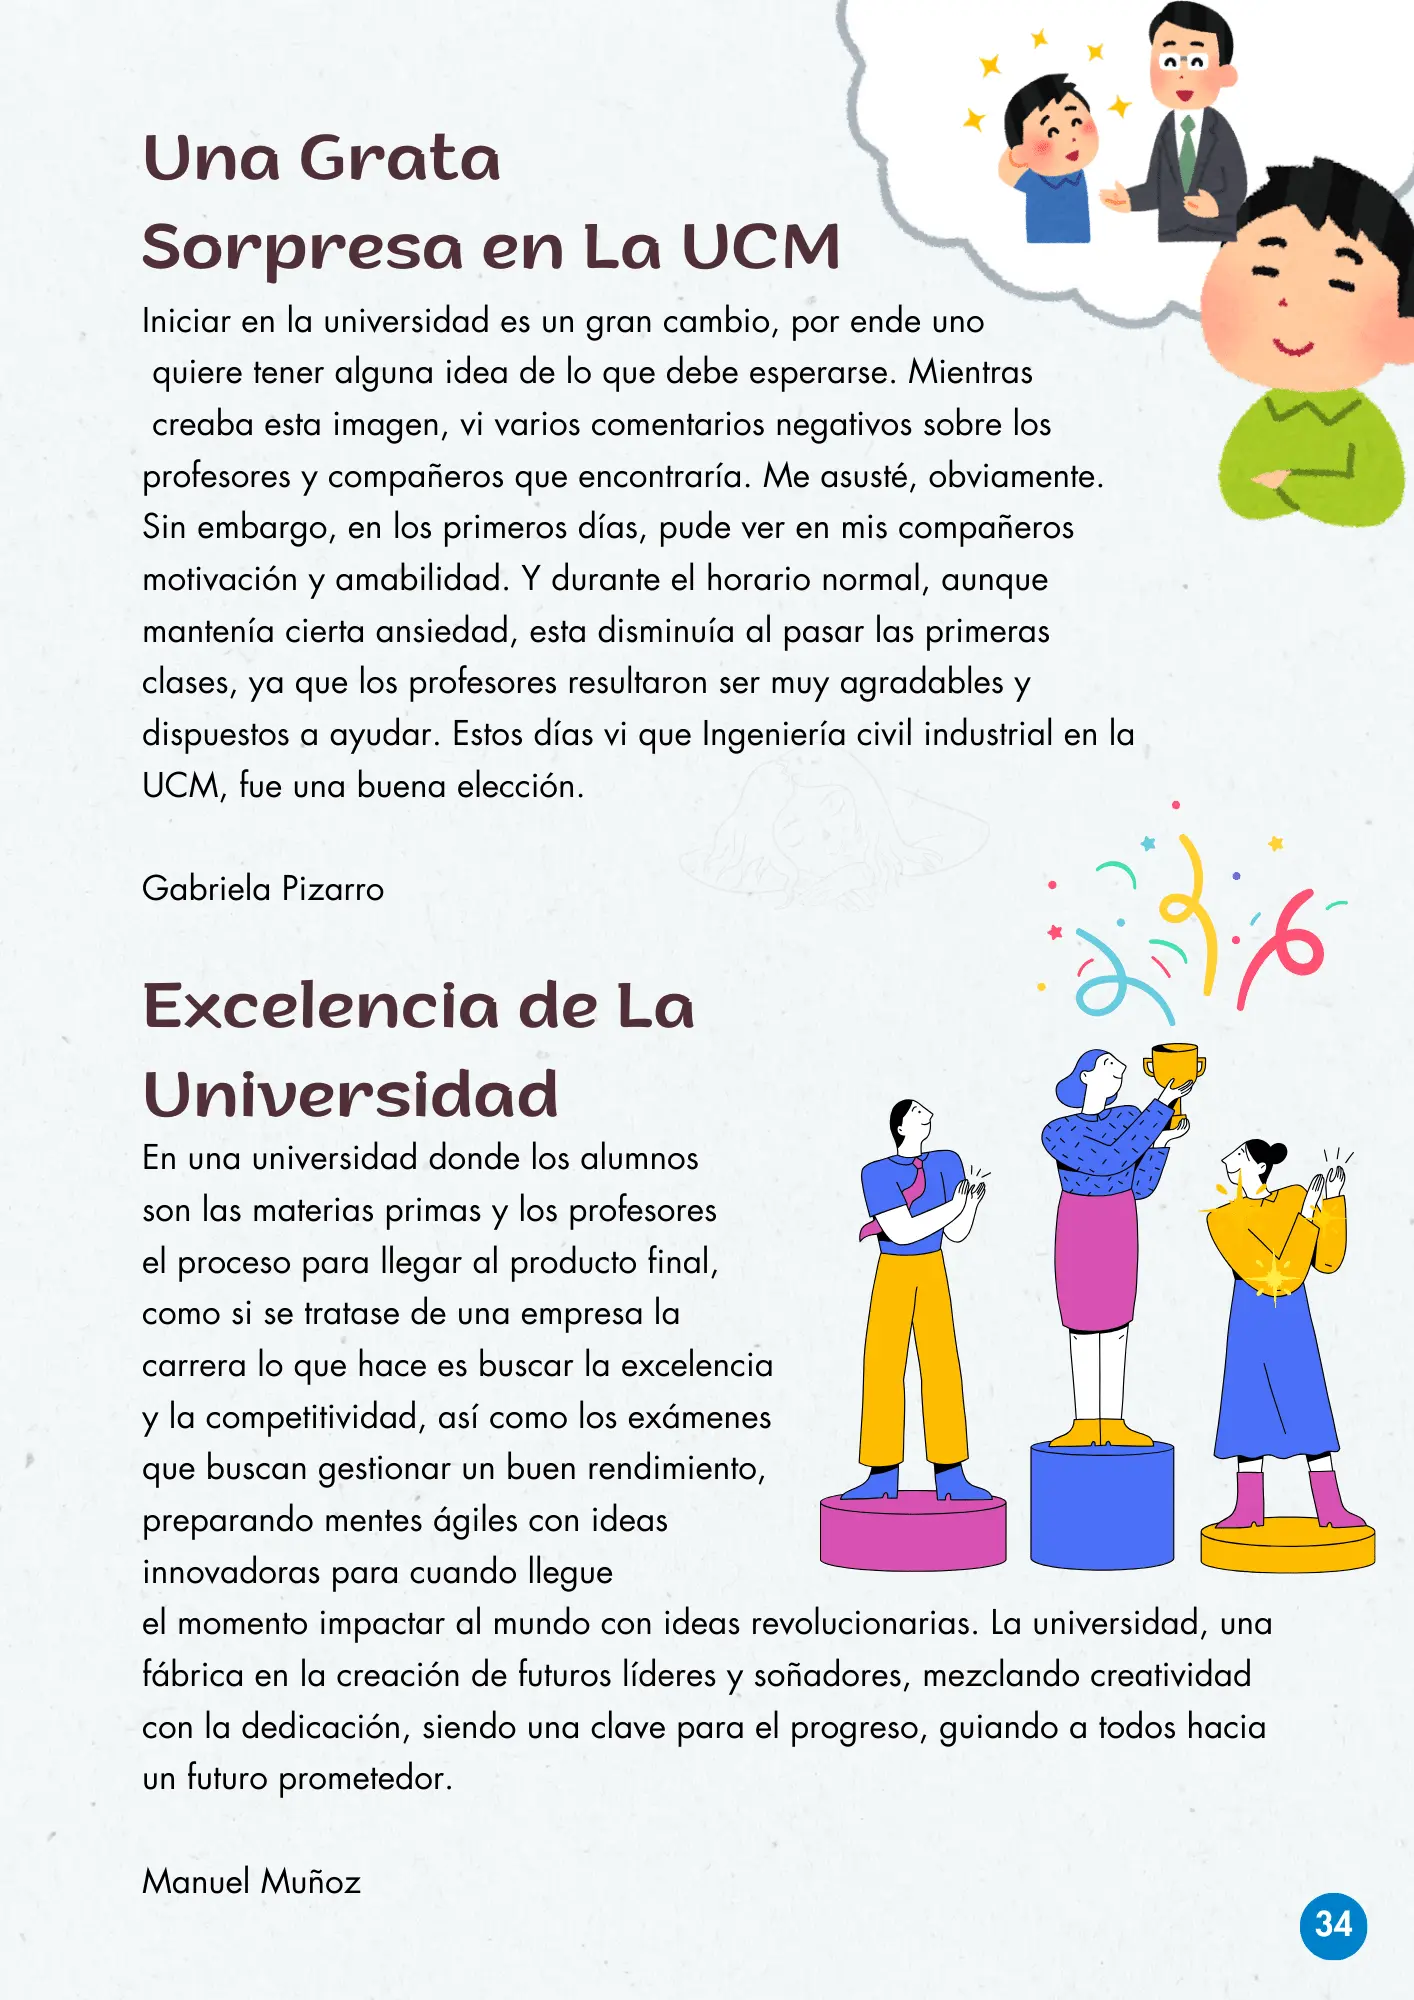 Una Grata
Sorpresa en La UCM
Iniciar en la universidad es un gran cambio, por ende uno
quiere tener alguna idea de lo que debe esperarse. Mientras
creaba esta imagen, vi varios comentarios negativos sobre los
profesores y compañeros que encontraría. Me asusté, obviamente.
Sin embargo, en los primeros días, pude ver en mis compañeros
motivación y amabilidad. Y durante el horario normal, aunque
mantenía cierta ansiedad, esta disminuía al pasar las primeras
clases, ya que los profesores resultaron ser muy agradables y
dispuestos a ayudar. Estos días vi que Ingeniería civil industrial en la
UCM, fue una buena elección.
Gabriela Pizarro
Excelencia de La
Universidad
En una universidad donde los alumnos
son las materias primas y los profesores
el proceso para llegar al producto final,
como si se tratase de una empresa la
carrera lo que hace es buscar la excelencia
y la competitividad, así como los exámenes
que buscan gestionar un buen rendimiento,
preparando mentes ágiles con ideas
innovadoras para cuando llegue
el momento impactar al mundo con ideas revolucionarias. La universidad, una
fábrica en la creación de futuros líderes y soñadores, mezclando creatividad
con la dedicación, siendo una clave para el progreso, guiando a todos hacia
un futuro prometedor.
Manuel Muñoz
34